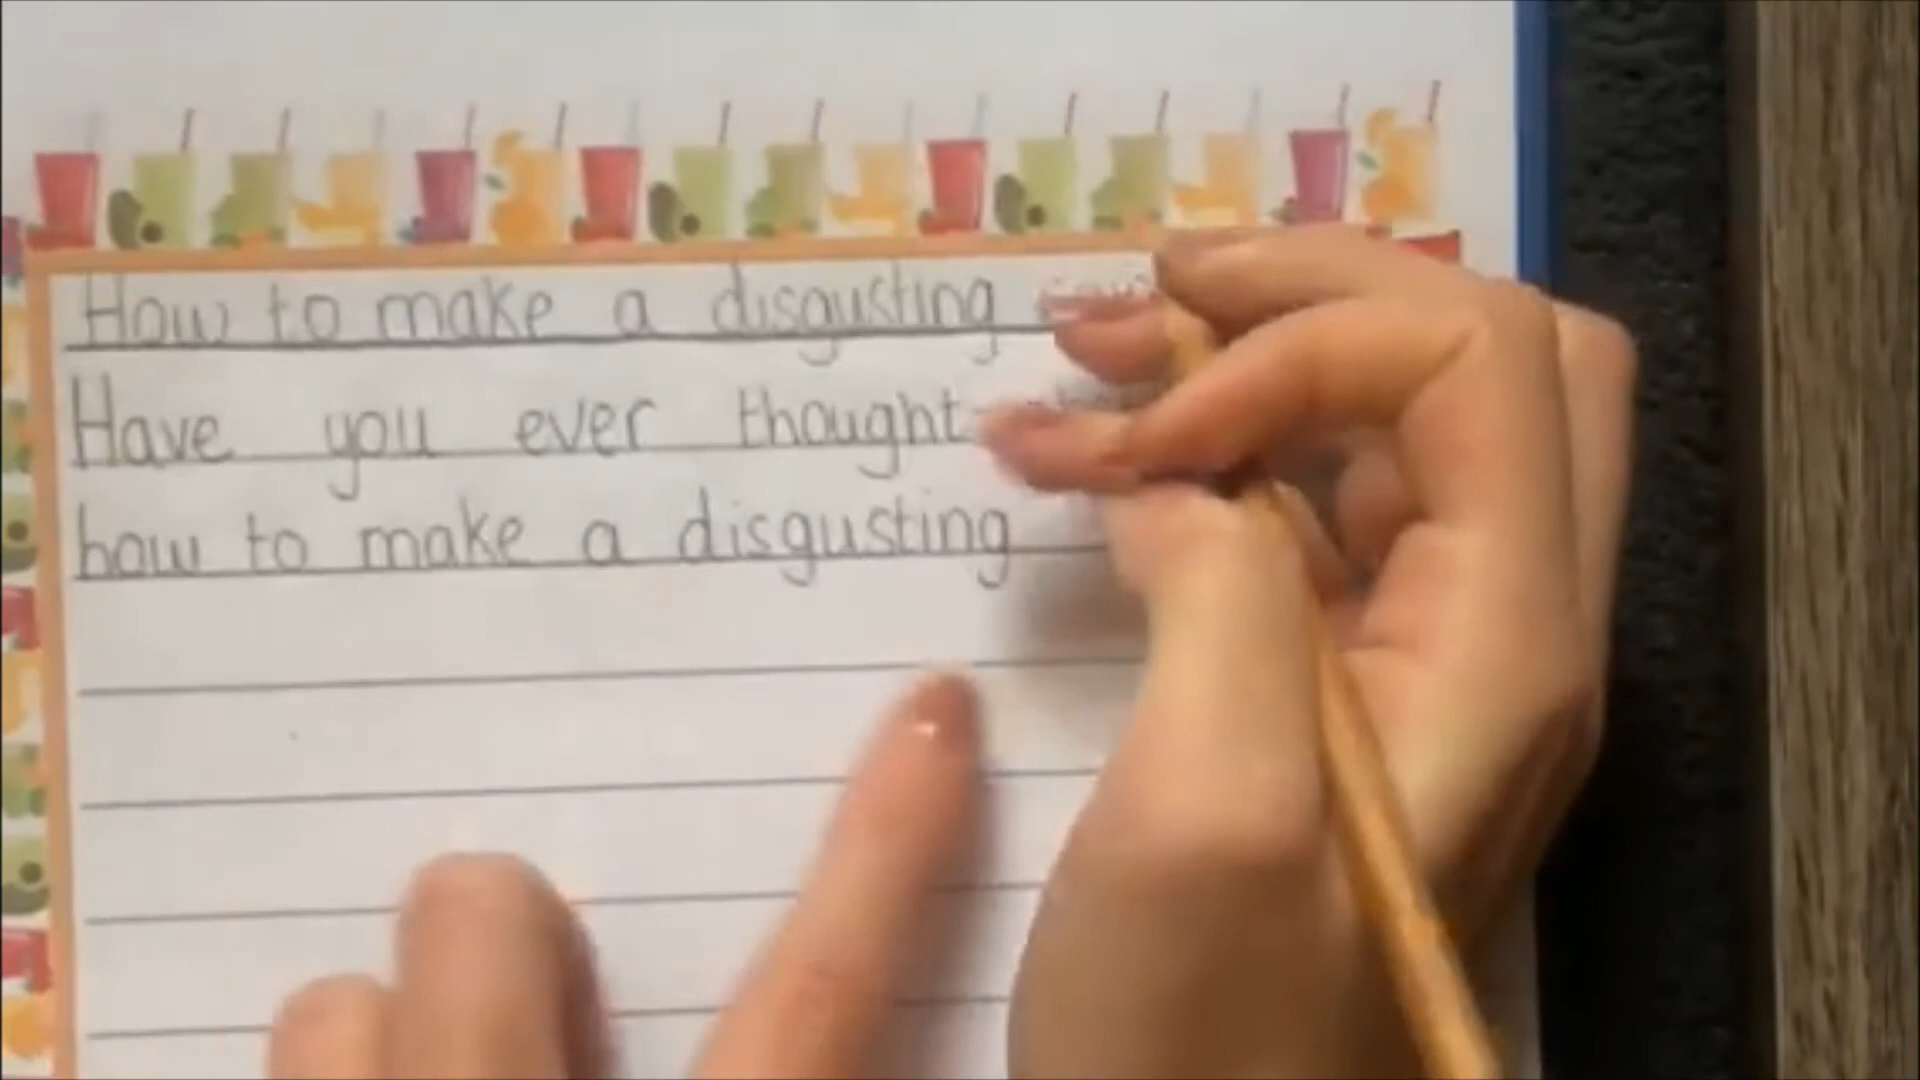 How to make a disgusting
Have you ever thought
how to make a disgusting